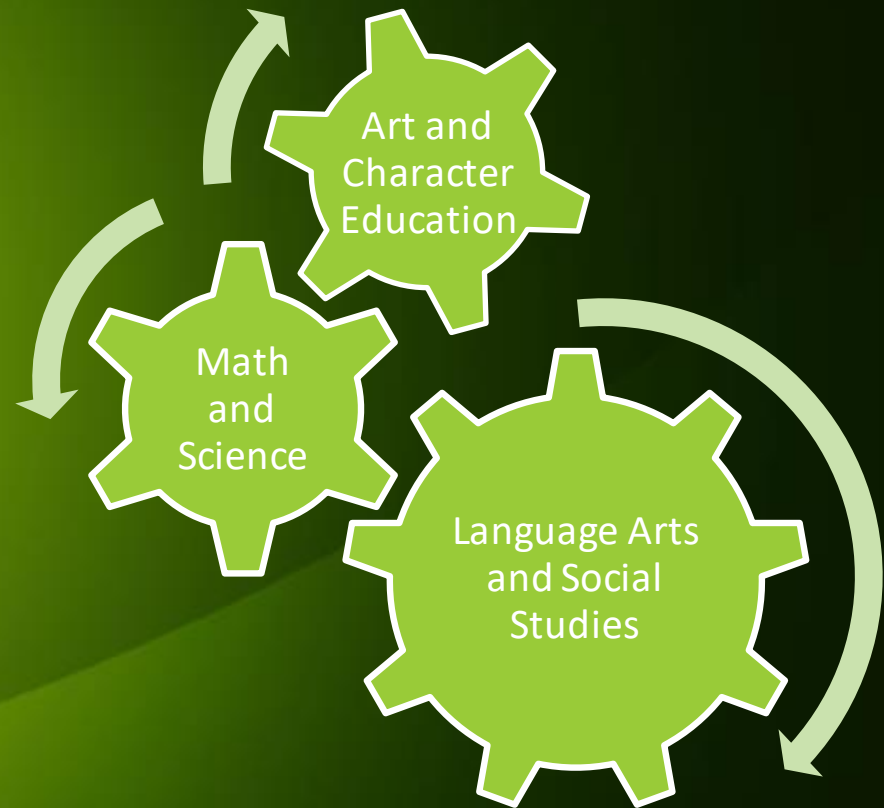 Art and
Character
Education
Math
and
Science
Language Arts
and Social
Studies